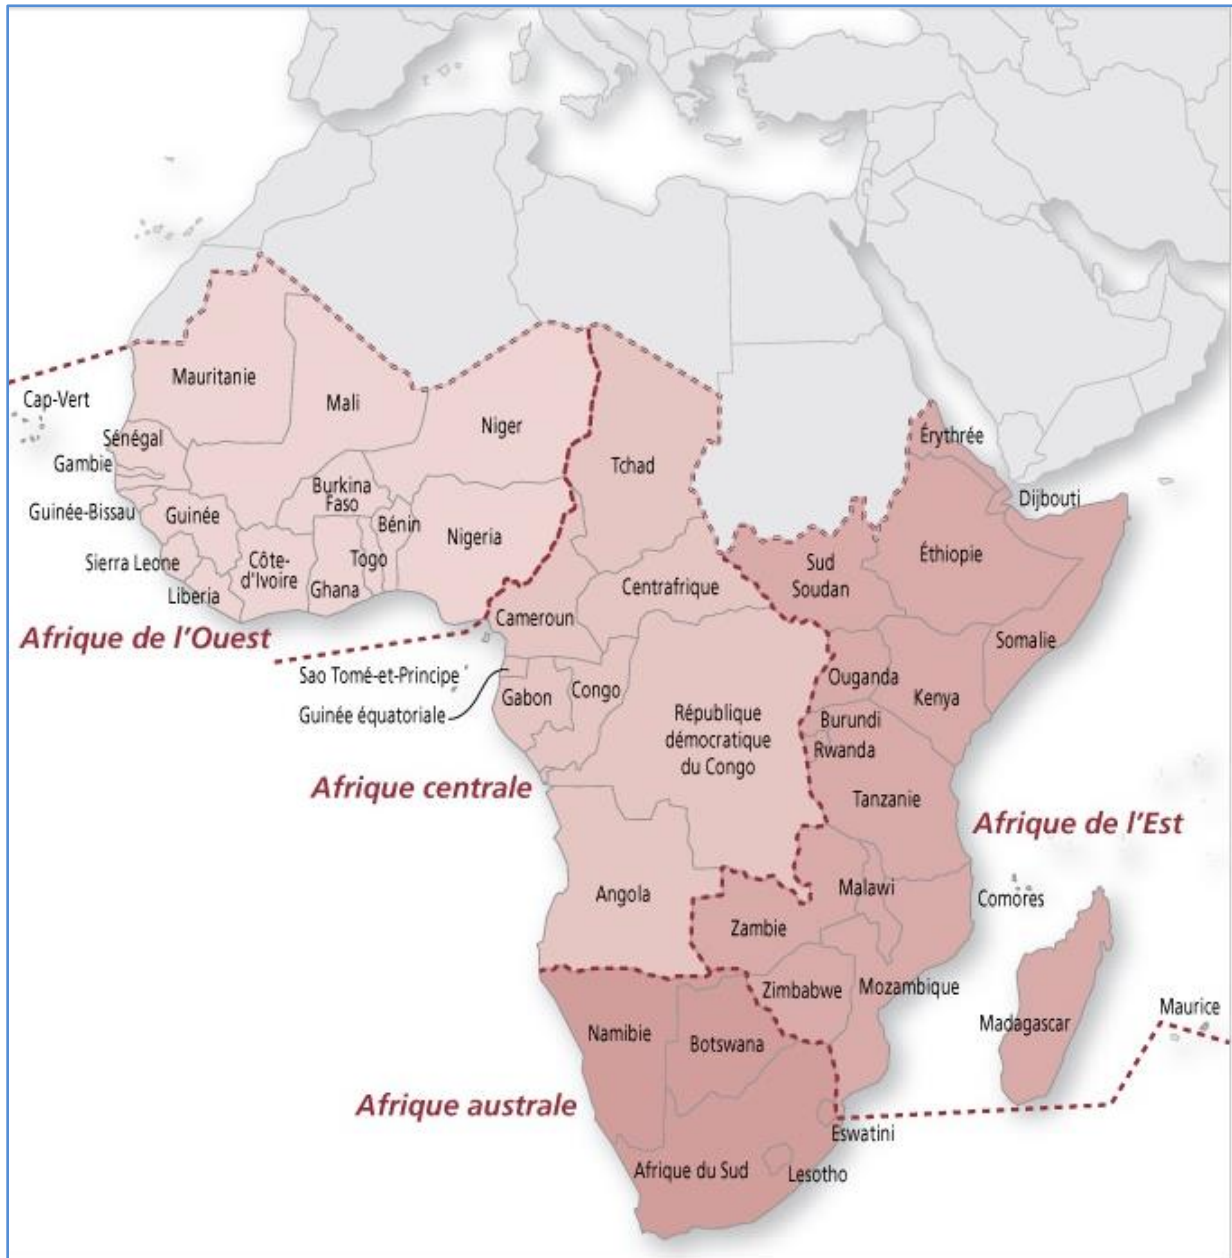 Mauritanie
Cap-Vert
Mali
Niger
Érythrée
Sénégal
Tchad
Gambie
Burkina
Faso
Dijbouti
Guinée-Bissau
Guinée
Bénin
Nigeria
Éthiopie
Sierra Leone
Côte-
d'Ivoire
Togo
Sud
Soudan
Ghana
Centrafrique
Liberia
Cameroun
Afrique de l'Ouest
Somalie
Sao Tomé-et-Principe
Ouganda
Gabon
Congo
Kenya
Guinée équatoriale
République
démocratique
du Congo
Burundi
Rwanda
Afrique centrale
Tanzanie
Afrique de l'Est
Angola
Malawi
Comores
Zambie
Zimbabwe
Mozambique
Maurice
Namibie
Botswana
Madagascar
Afrique australe
Eswatini
Afrique du Sud
Lesotho